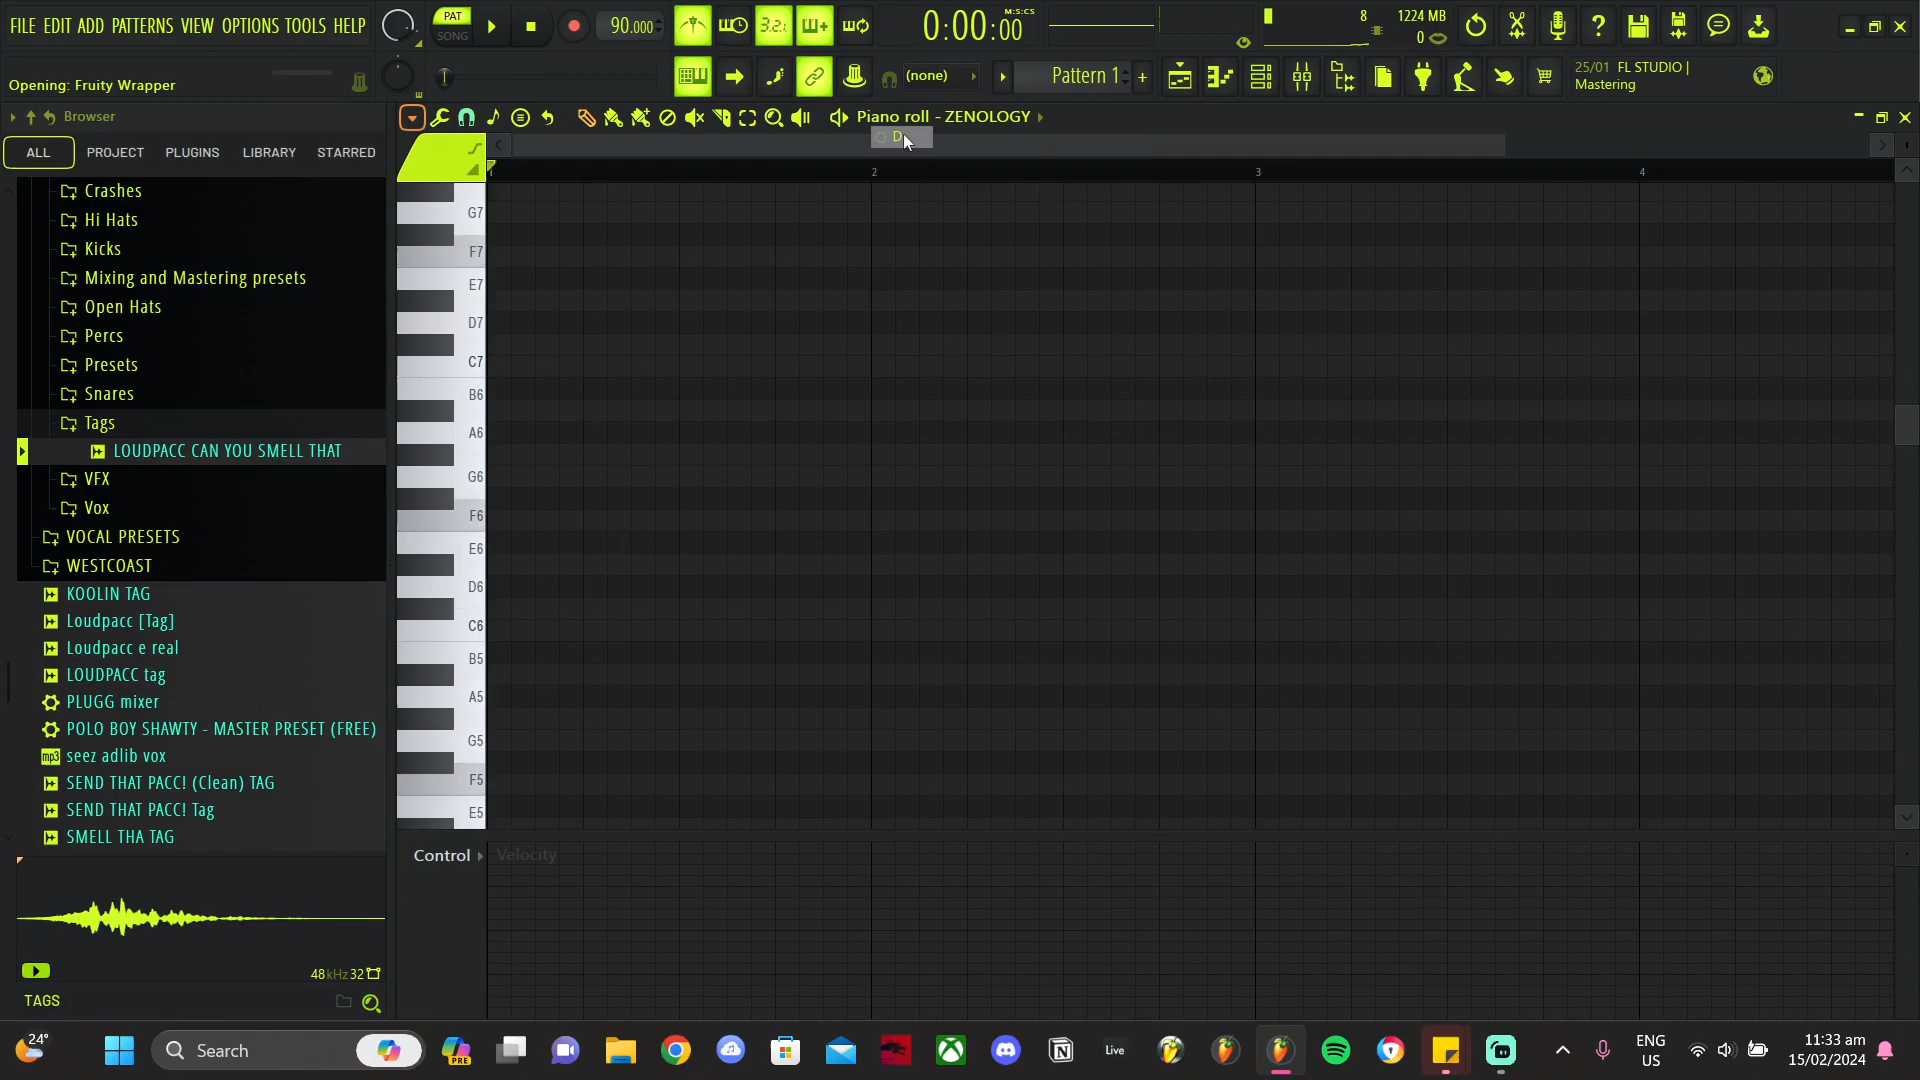 FILE EDIT ADD PATTERNS VIEW OPTIONS TOOLS HELP
PAT
SONG
90.000
3.2.
0:00:00
M:S:CS
8
1224 MB
0
Opening: Fruity Wrapper
(none)
Pattern 1
25/01 FL STUDIO |
Mastering
Browser
Piano roll - ZENOLOGY
D
ALL
PROJECT
PLUGINS
LIBRARY
STARRED
1
2
3
4
Crashes
Hi Hats
Kicks
Mixing and Mastering presets
Open Hats
Percs
Presets
Snares
Tags
LOUDPACC CAN YOU SMELL THAT
VFX
Vox
VOCAL PRESETS
WESTCOAST
KOOLIN TAG
Loudpacc [Tag]
Loudpacc e real
LOUDPACC tag
PLUGG mixer
POLO BOY SHAWTY - MASTER PRESET (FREE)
mp3 seez adlib vox
SEND THAT PACC! (Clean) TAG
SEND THAT PACC! Tag
SMELL THA TAG
G7
F7
E7
D7
C7
B6
A6
G6
F6
E6
D6
C6
B5
A5
G5
F5
E5
Control
Velocity
48kHz 32
TAGS
24°
Search
PRE
Live
ENG
US
11:33 am
15/02/2024